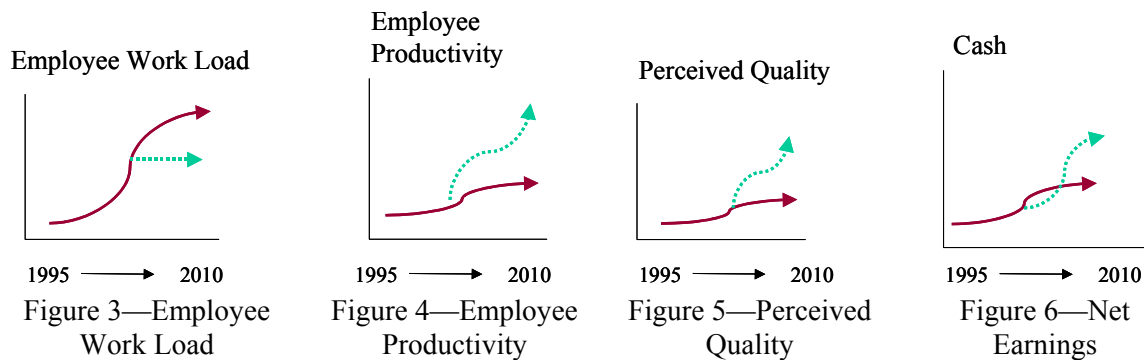 Employee Work Load
1995
2010
Figure 3—Employee
Work Load
Employee
Productivity
1995
2010
Figure 4—Employee
Productivity
Perceived Quality
1995
2010
Figure 5—Perceived
Quality
Cash
1995
2010
Figure 6—Net
Earnings